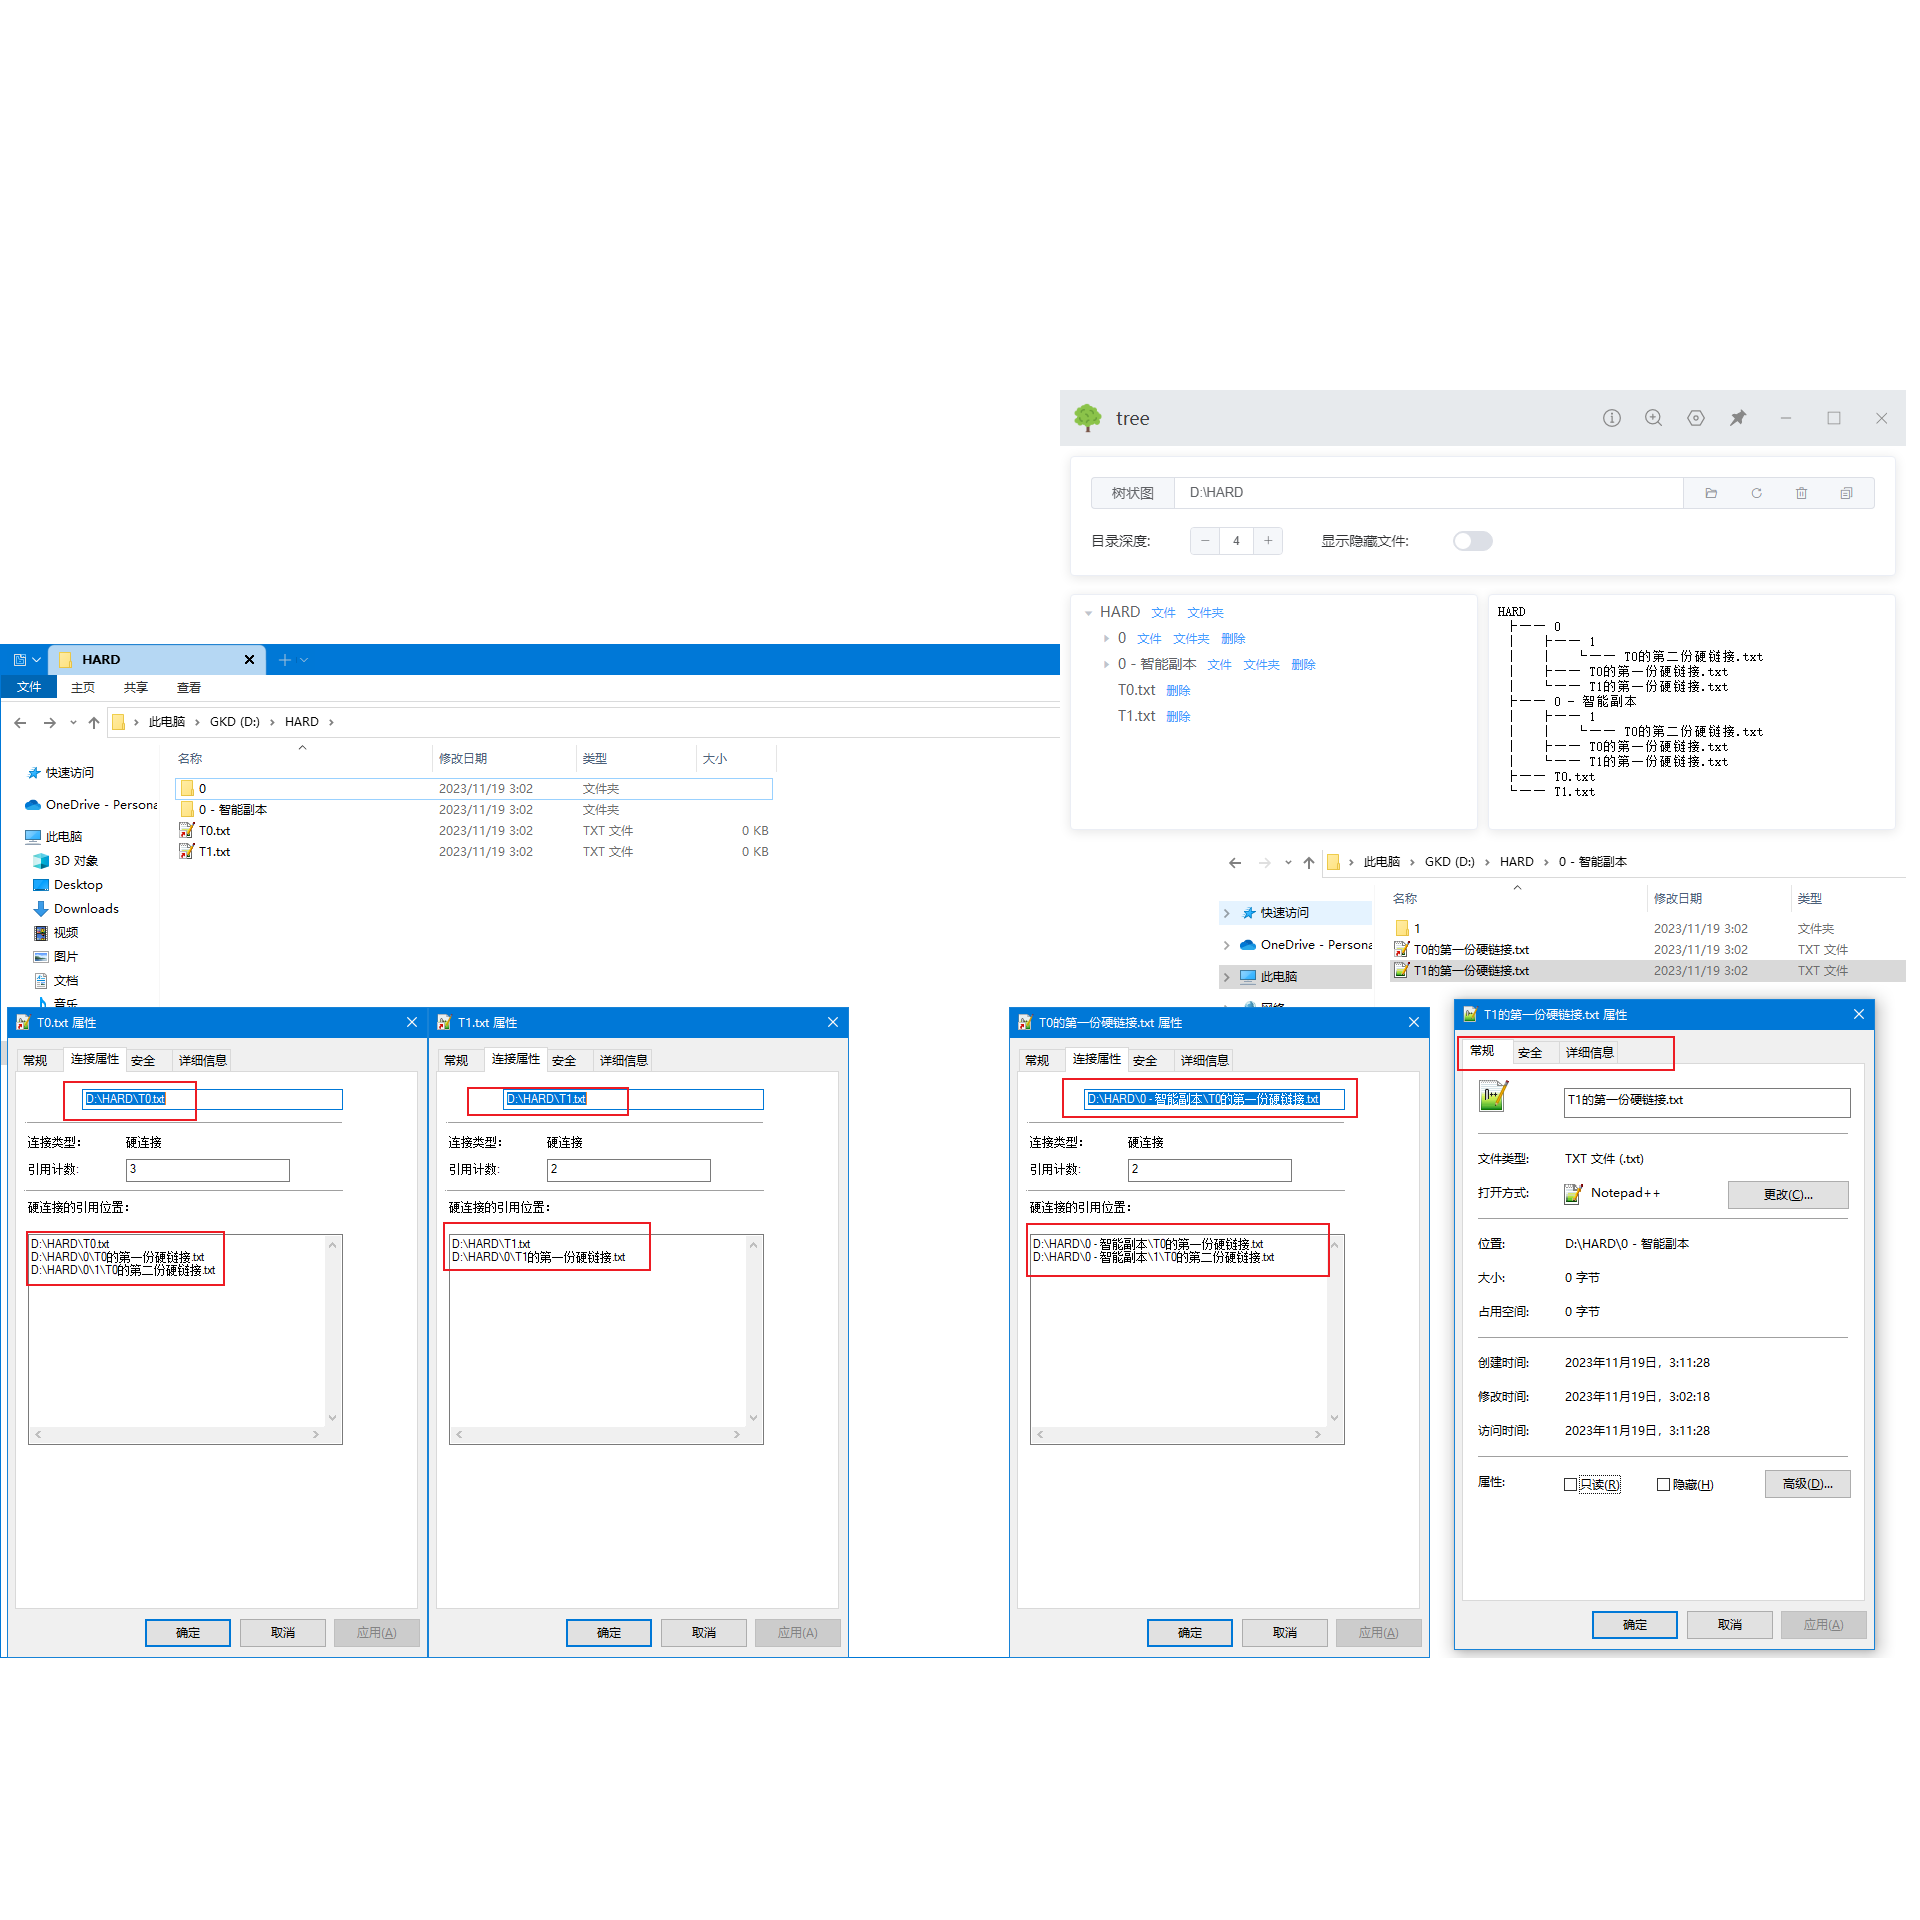 tree
树状图 D:\HARD
目录深度: 4 显示隐藏文件:
HARD 文件 文件夹
0 文件 文件夹 删除
0 - 智能副本 文件 文件夹 删除
T0.txt 删除
T1.txt 删除
HARD
├── 0
│   ├── 1
│   │   └── T0的第二份硬链接.txt
│   ├── T0的第一份硬链接.txt
│   └── T1的第一份硬链接.txt
├── 0 - 智能副本
│   ├── 1
│   │   └── T0的第二份硬链接.txt
│   ├── T0的第一份硬链接.txt
│   └── T1的第一份硬链接.txt
├── T0.txt
└── T1.txt
HARD
文件 主页 共享 查看
此电脑 › GKD (D:) › HARD ›
名称 修改日期 类型 大小
0 2023/11/19 3:02 文件夹
0 - 智能副本 2023/11/19 3:02 文件夹
T0.txt 2023/11/19 3:02 TXT 文件 0 KB
T1.txt 2023/11/19 3:02 TXT 文件 0 KB
快速访问
OneDrive - Persona
此电脑
3D 对象
Desktop
Downloads
视频
图片
文档
音乐
此电脑 › GKD (D:) › HARD › 0 - 智能副本
名称 修改日期 类型
1 2023/11/19 3:02 文件夹
T0的第一份硬链接.txt 2023/11/19 3:02 TXT 文件
T1的第一份硬链接.txt 2023/11/19 3:02 TXT 文件
快速访问
OneDrive - Persona
此电脑
网络
T0.txt 属性
常规 连接属性 安全 详细信息
D:\HARD\T0.txt
连接类型: 硬连接
引用计数: 3
硬连接的引用位置:
D:\HARD\T0.txt
D:\HARD\0\T0的第一份硬链接.txt
D:\HARD\0\1\T0的第二份硬链接.txt
确定 取消 应用(A)
T1.txt 属性
常规 连接属性 安全 详细信息
D:\HARD\T1.txt
连接类型: 硬连接
引用计数: 2
硬连接的引用位置:
D:\HARD\T1.txt
D:\HARD\0\T1的第一份硬链接.txt
确定 取消 应用(A)
T0的第一份硬链接.txt 属性
常规 连接属性 安全 详细信息
D:\HARD\0 - 智能副本\T0的第一份硬链接.txt
连接类型: 硬连接
引用计数: 2
硬连接的引用位置:
D:\HARD\0 - 智能副本\T0的第一份硬链接.txt
D:\HARD\0 - 智能副本\1\T0的第二份硬链接.txt
确定 取消 应用(A)
T1的第一份硬链接.txt 属性
常规 安全 详细信息
T1的第一份硬链接.txt
文件类型: TXT 文件 (.txt)
打开方式: Notepad++ 更改(C)...
位置: D:\HARD\0 - 智能副本
大小: 0 字节
占用空间: 0 字节
创建时间: 2023年11月19日，3:11:28
修改时间: 2023年11月19日，3:02:18
访问时间: 2023年11月19日，3:11:28
属性: 只读(R) 隐藏(H) 高级(D)...
确定 取消 应用(A)